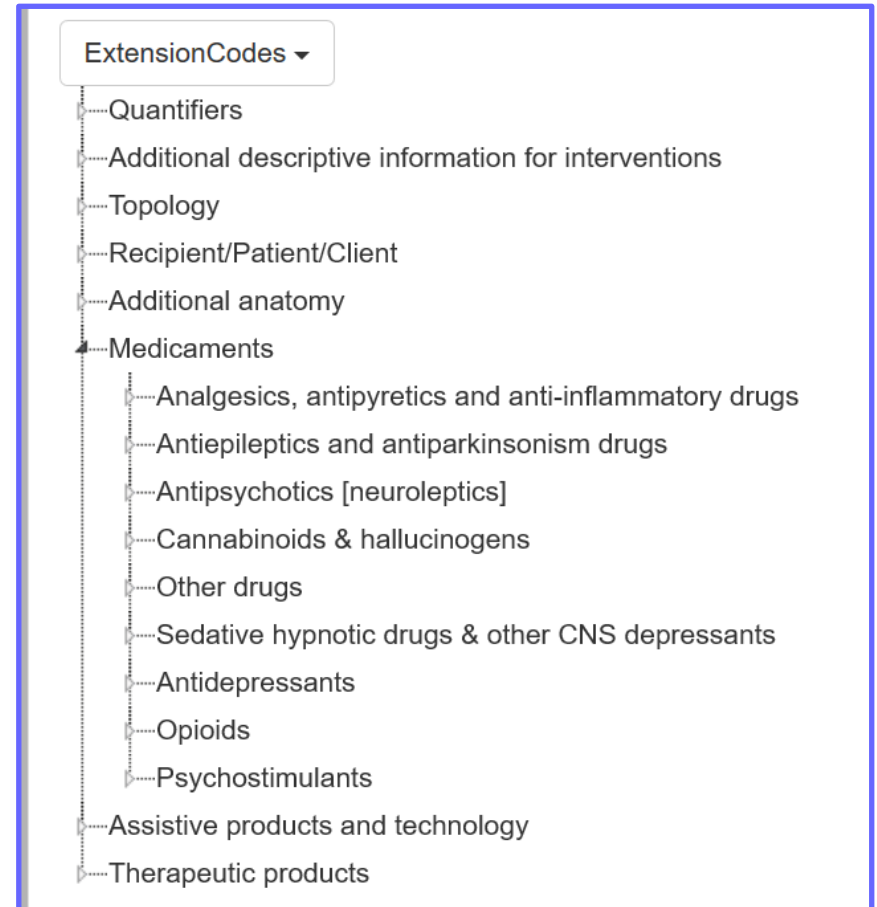 ExtensionCodes
Quantifiers
Additional descriptive information for interventions
Topology
Recipient/Patient/Client
Additional anatomy
Medicaments
Analgesics, antipyretics and anti-inflammatory drugs
Antiepileptics and antiparkinsonism drugs
Antipsychotics [neuroleptics]
Cannabinoids & hallucinogens
Other drugs
Sedative hypnotic drugs & other CNS depressants
Antidepressants
Opioids
Psychostimulants
Assistive products and technology
Therapeutic products